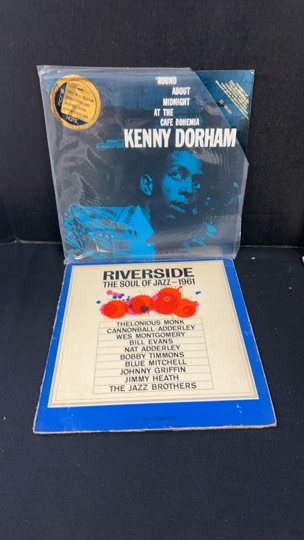 'ROUND
ABOUT
MIDNIGHT
AT THE
CAFE BOHEMIA
KENNY DORHAM
NOTE
RIVERSIDE
THE SOUL OF JAZZ—1961
THELONIOUS MONK
CANNONBALL ADDERLEY
WES MONTGOMERY
BILL EVANS
NAT ADDERLEY
BOBBY TIMMONS
BLUE MITCHELL
JOHNNY GRIFFIN
JIMMY HEATH
THE JAZZ BROTHERS